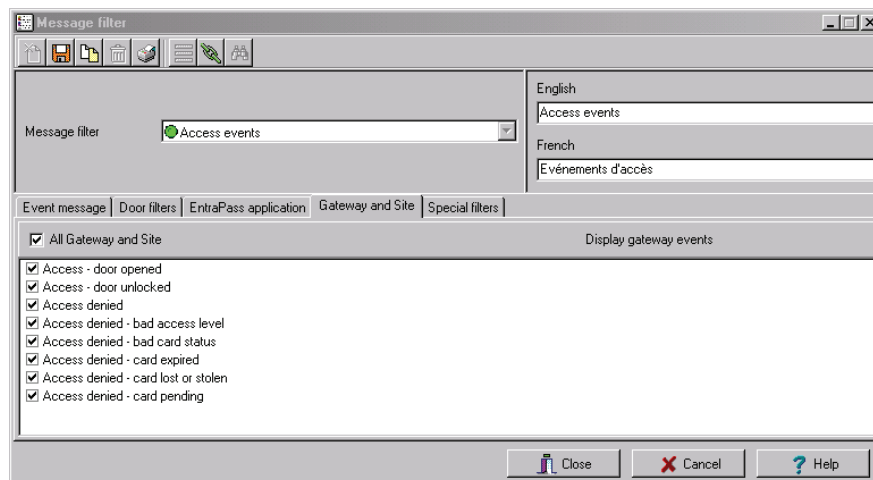 Message filter
English
Access events
Message filter
Access events
French
Evénements d'accès
Event message
Door filters
EntraPass application
Gateway and Site
Special filters
All Gateway and Site
Display gateway events
Access - door opened
Access - door unlocked
Access denied
Access denied - bad access level
Access denied - bad card status
Access denied - card expired
Access denied - card lost or stolen
Access denied - card pending
Close
Cancel
? Help